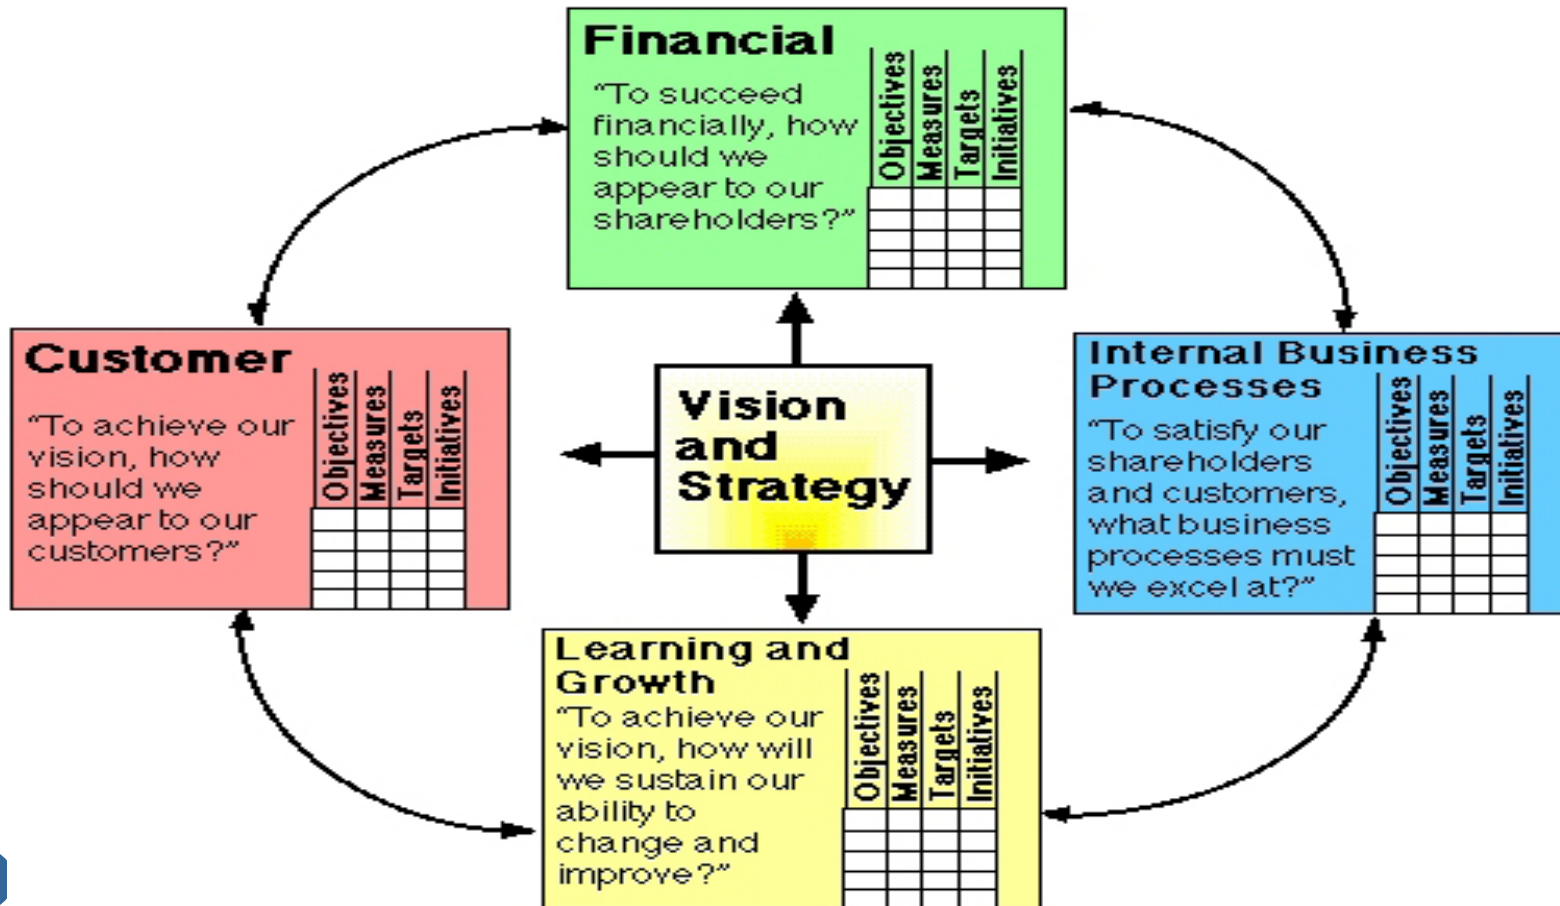 Financial
“To succeed
financially, how
should we
appear to our
shareholders?”
Objectives
Measures
Targets
Initiatives
Customer
“To achieve our
vision, how
should we
appear to our
customers?”
Objectives
Measures
Targets
Initiatives
Vision
and
Strategy
Internal Business
Processes
“To satisfy our
shareholders
and customers,
what business
processes must
we excel at?”
Objectives
Measures
Targets
Initiatives
Learning and
Growth
“To achieve our
vision, how will
we sustain our
ability to
change and
improve?”
Objectives
Measures
Targets
Initiatives